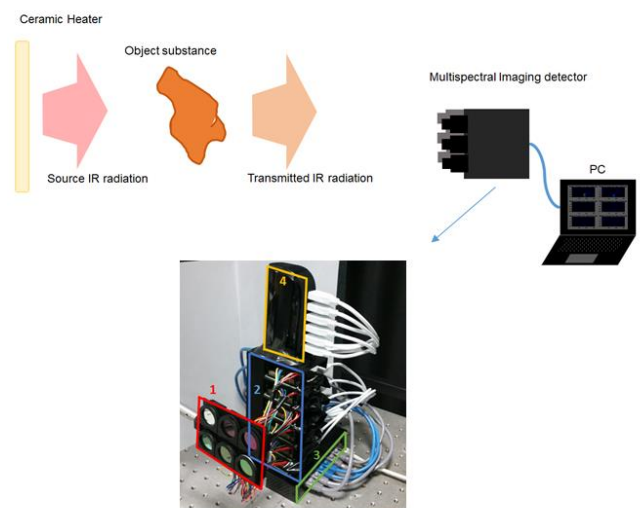 Ceramic Heater
Object substance
Multispectral Imaging detector
PC
Source IR radiation
Transmitted IR radiation
4
1
2
3